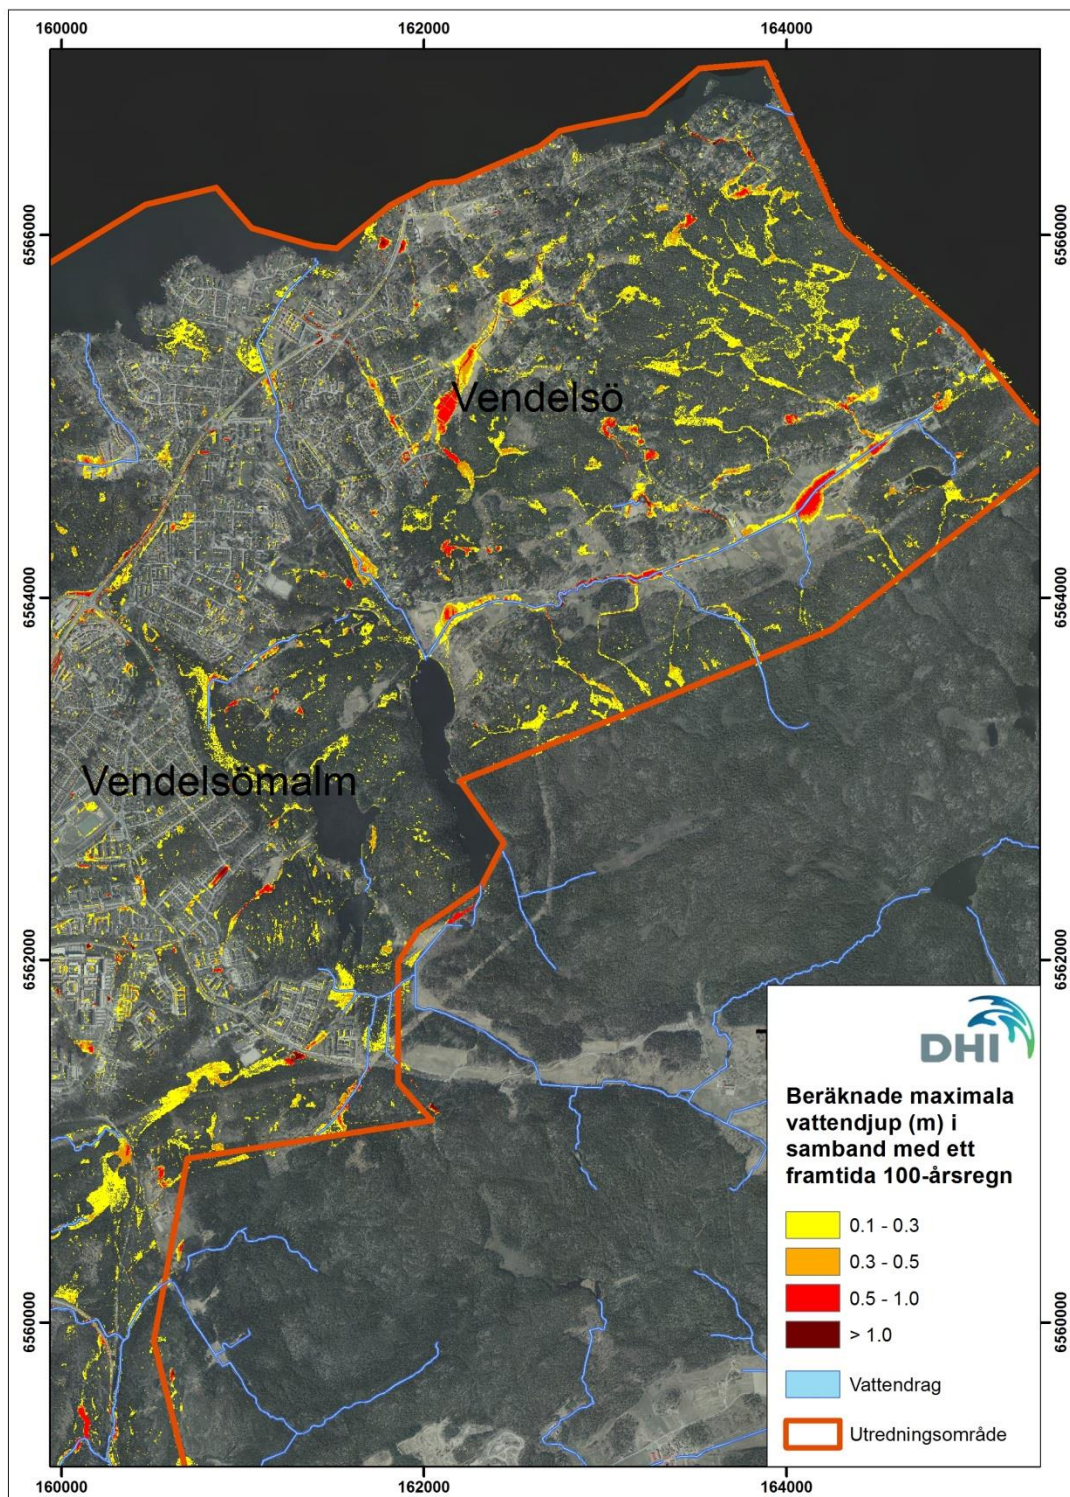 160000
162000
164000
6566000
6566000
Vendelsö
6564000
6564000
Vendelsömalm
6562000
6562000
DHI
Beräknade maximala
vattendjup (m) i
samband med ett
framtida 100-årsregn
0.1 - 0.3
0.3 - 0.5
0.5 - 1.0
> 1.0
Vattendrag
Utredningsområde
6560000
6560000
160000
162000
164000